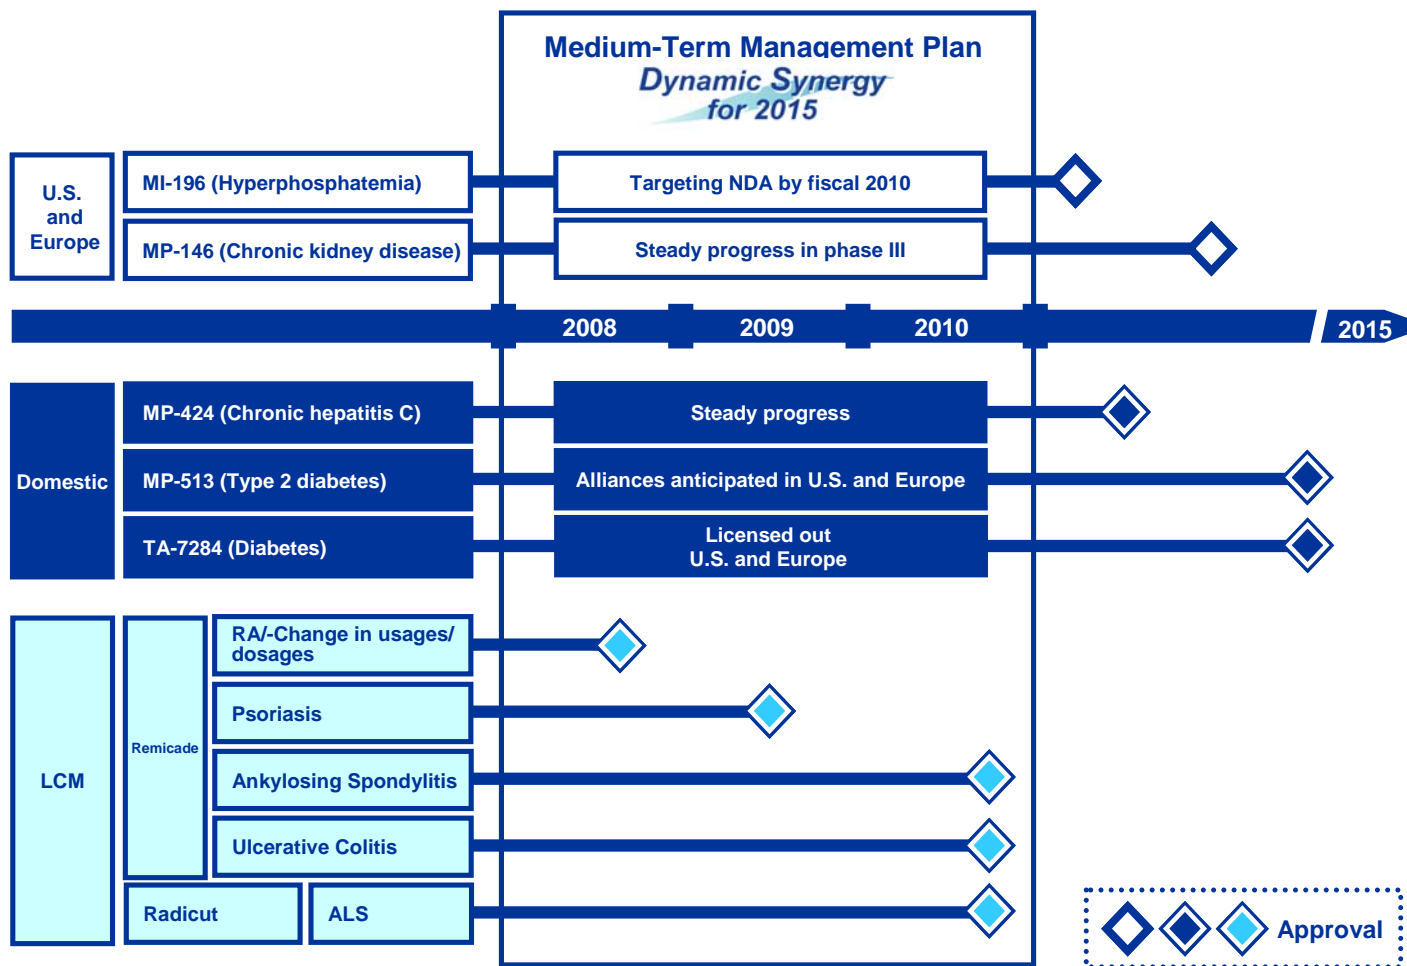 Medium-Term Management Plan
Dynamic Synergy
for 2015
U.S.
and
Europe
MI-196 (Hyperphosphatemia)
Targeting NDA by fiscal 2010
MP-146 (Chronic kidney disease)
Steady progress in phase III
2008
2009
2010
2015
Domestic
MP-424 (Chronic hepatitis C)
Steady progress
MP-513 (Type 2 diabetes)
Alliances anticipated in U.S. and Europe
TA-7284 (Diabetes)
Licensed out
U.S. and Europe
LCM
Remicade
RA/-Change in usages/
dosages
Psoriasis
Ankylosing Spondylitis
Ulcerative Colitis
Radicut
ALS
Approval